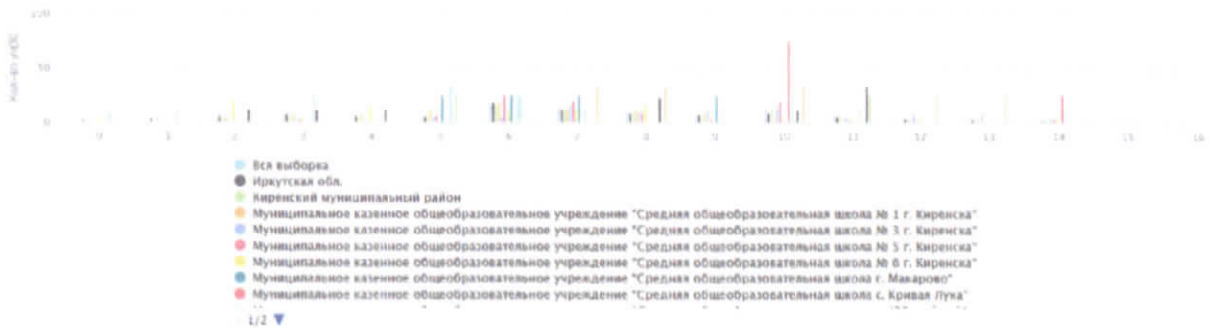 100
50
0
0 1 2 3 4 5 6 7 8 9 10 11 12 13 14 15 16
Вся выборка
Иркутская обл.
Киренский муниципальный район
Муниципальное казенное общеобразовательное учреждение "Средняя общеобразовательная школа № 1 г. Киренска"
Муниципальное казенное общеобразовательное учреждение "Средняя общеобразовательная школа № 3 г. Киренска"
Муниципальное казенное общеобразовательное учреждение "Средняя общеобразовательная школа № 5 г. Киренска"
Муниципальное казенное общеобразовательное учреждение "Средняя общеобразовательная школа № 6 г. Киренска"
Муниципальное казенное общеобразовательное учреждение "Средняя общеобразовательная школа г. Макарово"
Муниципальное казенное общеобразовательное учреждение "Средняя общеобразовательная школа с. Кривая Лука"
1/2